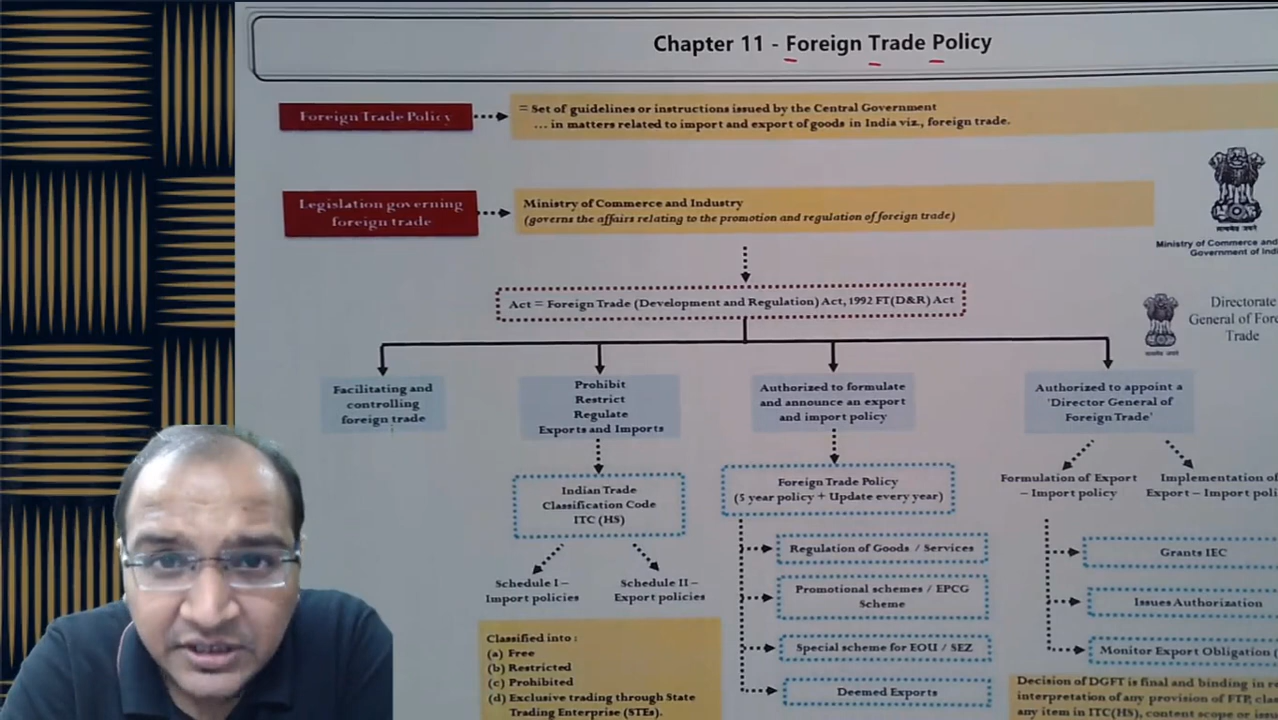 Chapter 11 - Foreign Trade Policy
Foreign Trade Policy
= Set of guidelines or instructions issued by the Central Government
... in matters related to import and export of goods in India viz., foreign trade.
Legislation governing
foreign trade
Ministry of Commerce and Industry
(governs the affairs relating to the promotion and regulation of foreign trade)
सत्यमेव जयते
Ministry of Commerce and
Government of Indi
Act = Foreign Trade (Development and Regulation) Act, 1992 FT(D&R) Act
Directorate
General of Fore
Trade
Facilitating and
controlling
foreign trade
Prohibit
Restrict
Regulate
Exports and Imports
Authorized to formulate
and announce an export
and import policy
Authorized to appoint a
'Director General of
Foreign Trade'
Indian Trade
Classification Code
ITC (HS)
Foreign Trade Policy
(5 year policy + Update every year)
Formulation of Export
– Import policy
Implementation of
Export – Import poli
Schedule I –
Import policies
Schedule II –
Export policies
Regulation of Goods / Services
Promotional schemes / EPCG
Scheme
Special scheme for EOU / SEZ
Deemed Exports
Grants IEC
Issues Authorization
Monitor Export Obligation (
Classified into :
(a) Free
(b) Restricted
(c) Prohibited
(d) Exclusive trading through State
Trading Enterprise (STEs).
Decision of DGFT is final and binding in re
interpretation of any provision of FTP, clas
any item in ITC(HS), content scope or issu